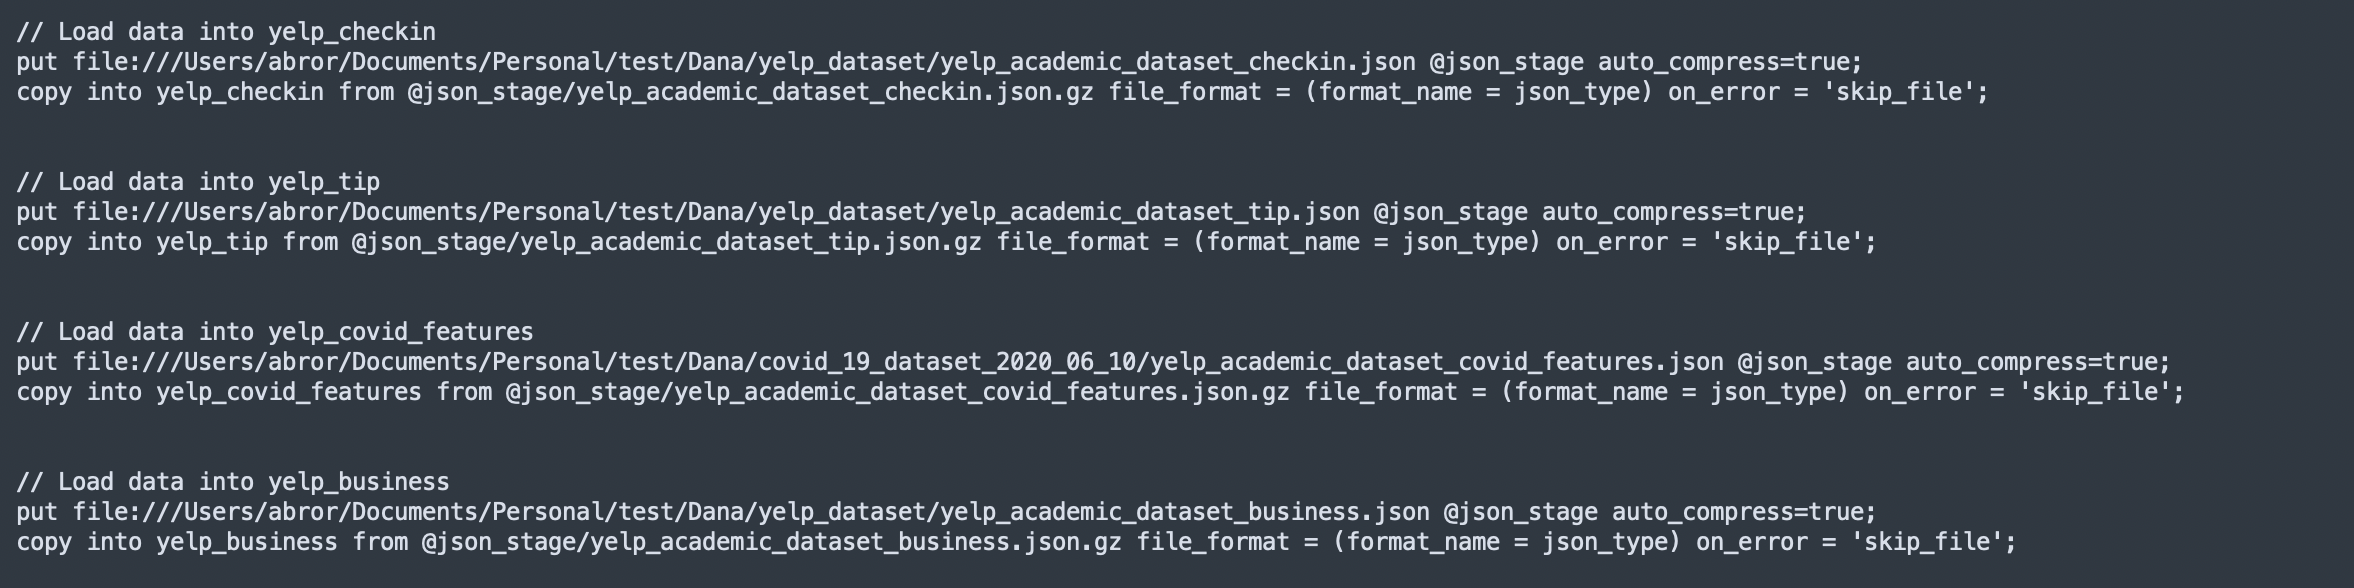 // Load data into yelp_checkin
put file:///Users/abror/Documents/Personal/test/Dana/yelp_dataset/yelp_academic_dataset_checkin.json @json_stage auto_compress=true;
copy into yelp_checkin from @json_stage/yelp_academic_dataset_checkin.json.gz file_format = (format_name = json_type) on_error = 'skip_file';
// Load data into yelp_tip
put file:///Users/abror/Documents/Personal/test/Dana/yelp_dataset/yelp_academic_dataset_tip.json @json_stage auto_compress=true;
copy into yelp_tip from @json_stage/yelp_academic_dataset_tip.json.gz file_format = (format_name = json_type) on_error = 'skip_file';
// Load data into yelp_covid_features
put file:///Users/abror/Documents/Personal/test/Dana/covid_19_dataset_2020_06_10/yelp_academic_dataset_covid_features.json @json_stage auto_compress=true;
copy into yelp_covid_features from @json_stage/yelp_academic_dataset_covid_features.json.gz file_format = (format_name = json_type) on_error = 'skip_file';
// Load data into yelp_business
put file:///Users/abror/Documents/Personal/test/Dana/yelp_dataset/yelp_academic_dataset_business.json @json_stage auto_compress=true;
copy into yelp_business from @json_stage/yelp_academic_dataset_business.json.gz file_format = (format_name = json_type) on_error = 'skip_file';